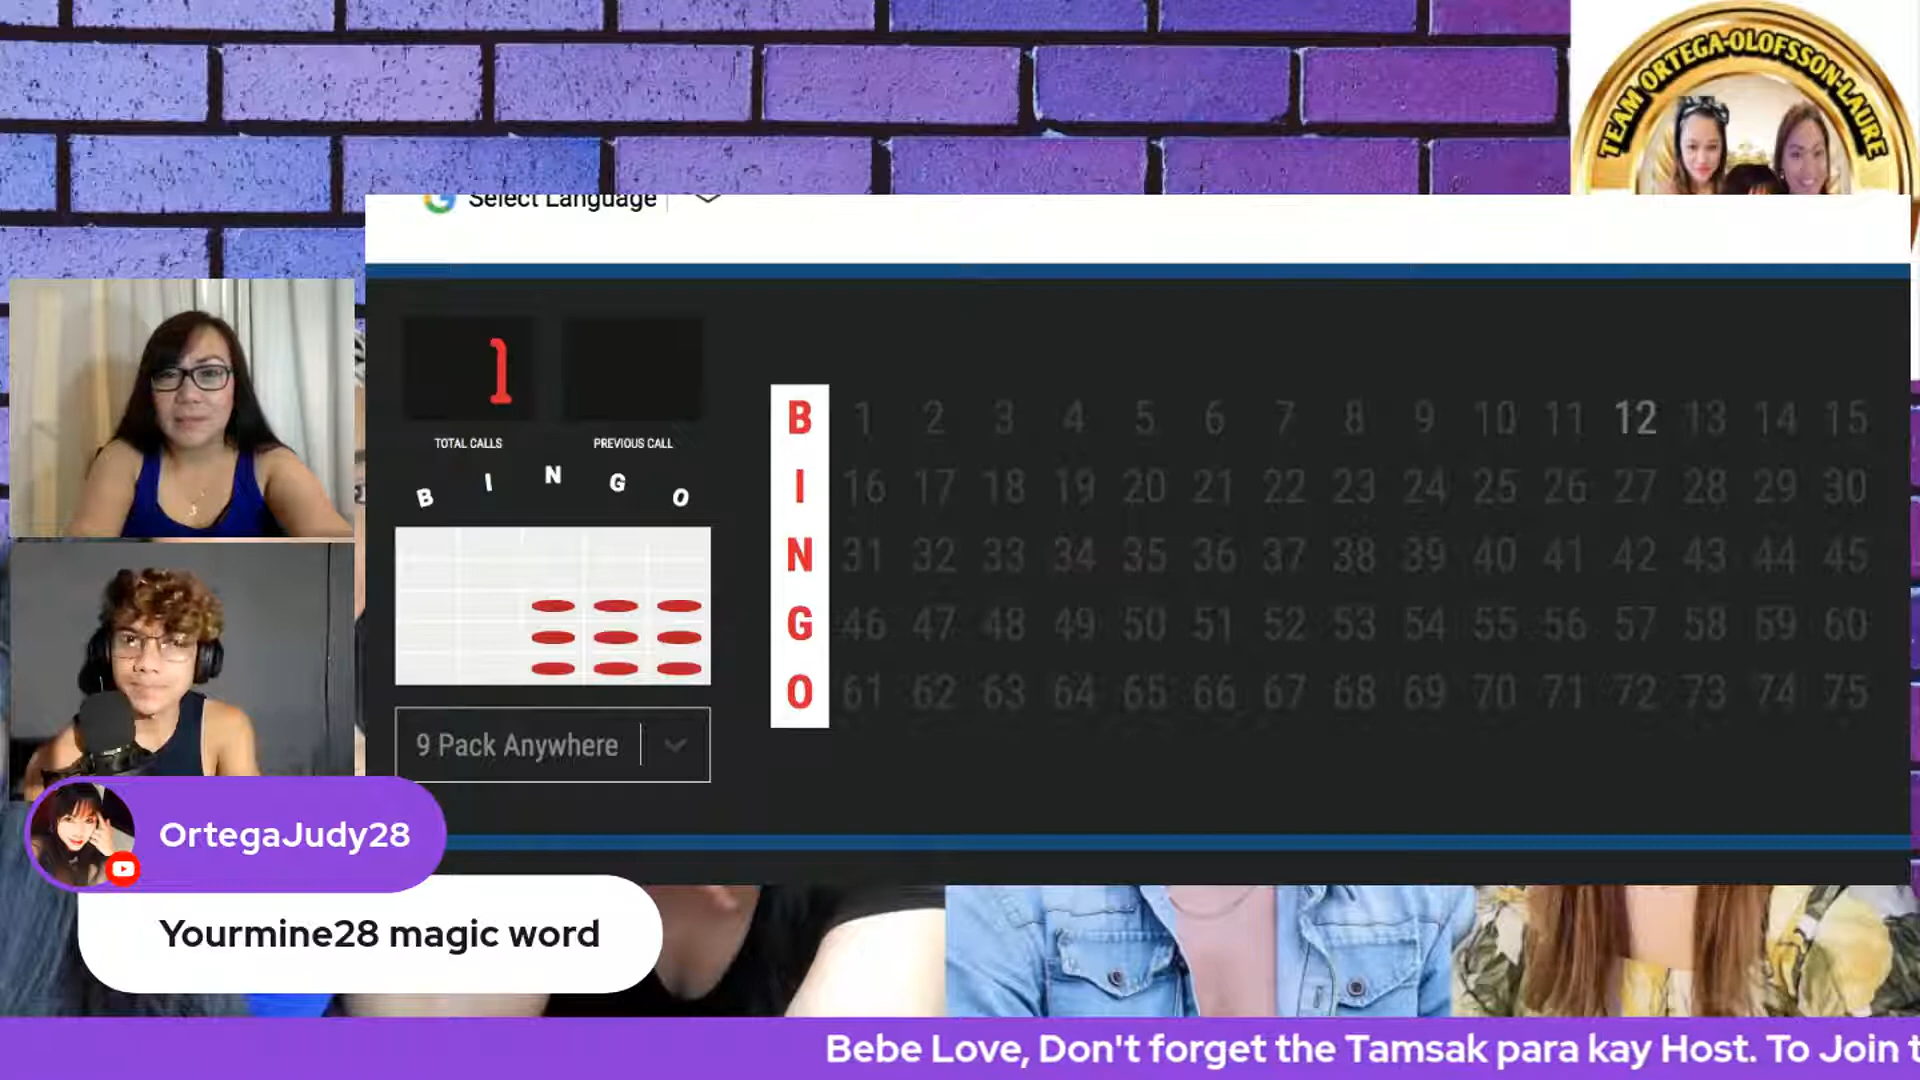 TEAM ORTEGA-OLOFSSON-LAURE
Select Language
1
TOTAL CALLS
PREVIOUS CALL
B I N G O
9 Pack Anywhere
B 1 2 3 4 5 6 7 8 9 10 11 12 13 14 15
I 16 17 18 19 20 21 22 23 24 25 26 27 28 29 30
N 31 32 33 34 35 36 37 38 39 40 41 42 43 44 45
G 46 47 48 49 50 51 52 53 54 55 56 57 58 59 60
O 61 62 63 64 65 66 67 68 69 70 71 72 73 74 75
OrtegaJudy28
Yourmine28 magic word
Bebe Love, Don't forget the Tamsak para kay Host. To Join t